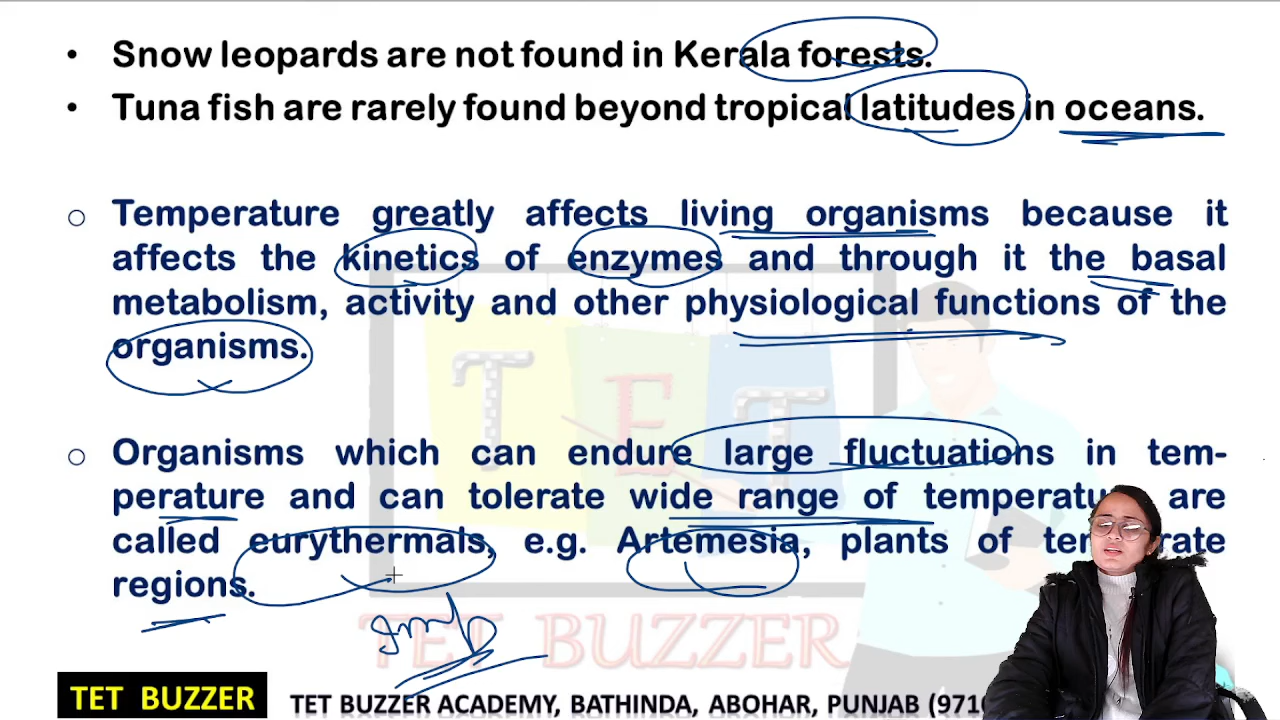 • Snow leopards are not found in Kerala forests.
• Tuna fish are rarely found beyond tropical latitudes in oceans.
○ Temperature greatly affects living organisms because it
affects the kinetics of enzymes and through it the basal
metabolism, activity and other physiological functions of the
organisms.
○ Organisms which can endure large fluctuations in tem-
perature and can tolerate wide range of are
called eurythermals, e.g. Artemesia, plants of
regions.
Imp
TET
TET BUZZER
TET BUZZER
TET BUZZER ACADEMY, BATHINDA, ABOHAR, PUNJAB